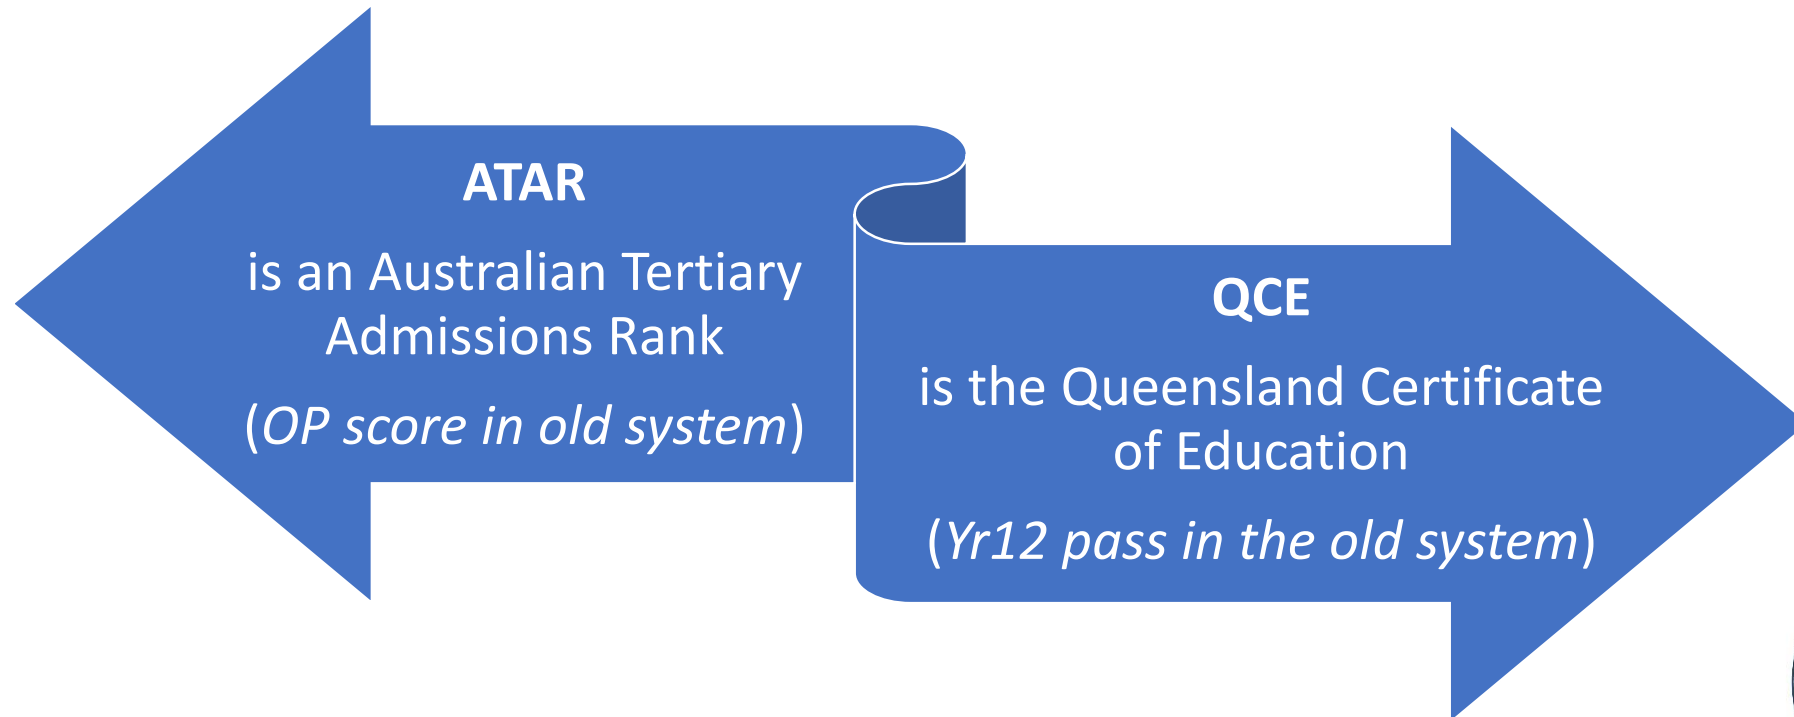 ATAR
is an Australian Tertiary
Admissions Rank
(OP score in old system)
QCE
is the Queensland Certificate
of Education
(Yr12 pass in the old system)